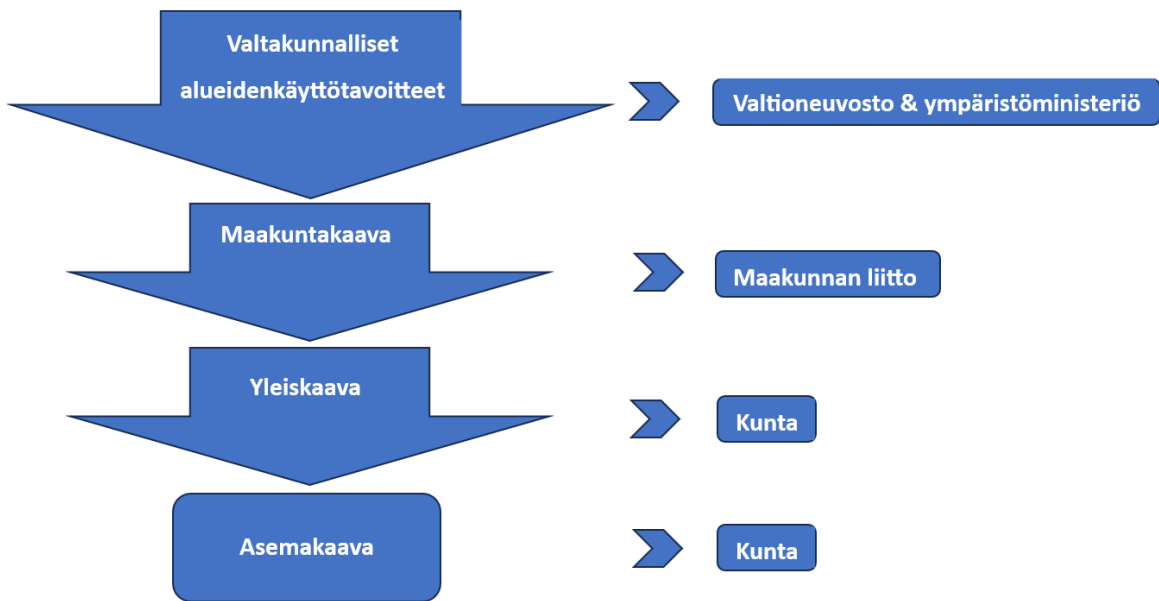 Valtakunnalliset
alueidenkäyttötavoitteet
Valtioneuvosto & ympäristöministeriö
Maakuntakaava
Maakunnan liitto
Yleiskaava
Kunta
Asemakaava
Kunta